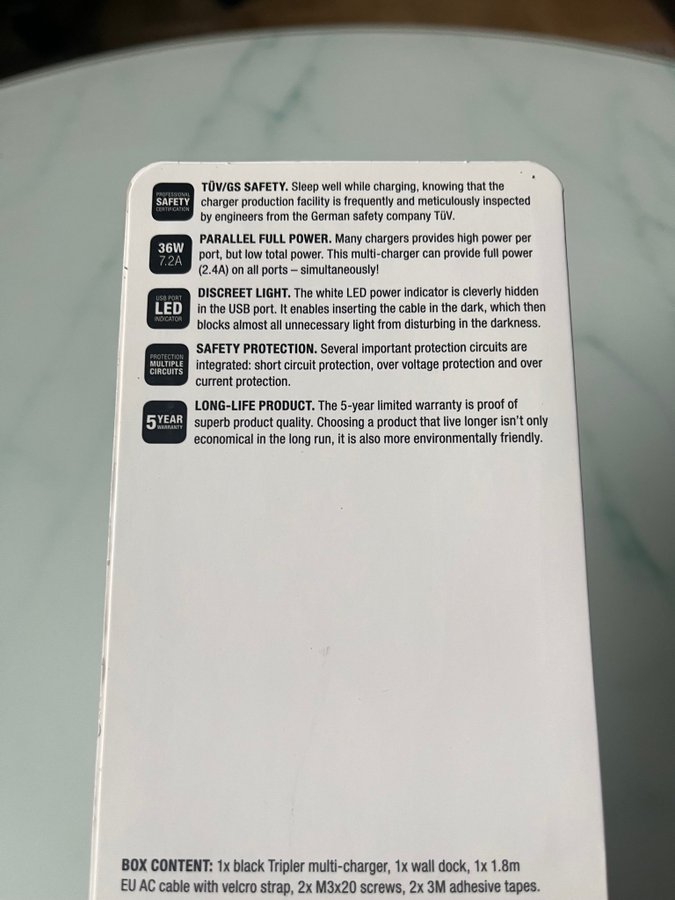 PROFESSIONAL
SAFETY
CERTIFICATION
TÜV/GS SAFETY. Sleep well while charging, knowing that the
charger production facility is frequently and meticulously inspected
by engineers from the German safety company TüV.
36W
7.2A
PARALLEL FULL POWER. Many chargers provides high power per
port, but low total power. This multi-charger can provide full power
(2.4A) on all ports – simultaneously!
USB PORT
LED
INDICATOR
DISCREET LIGHT. The white LED power indicator is cleverly hidden
in the USB port. It enables inserting the cable in the dark, which then
blocks almost all unnecessary light from disturbing in the darkness.
PROTECTION
MULTIPLE
CIRCUITS
SAFETY PROTECTION. Several important protection circuits are
integrated: short circuit protection, over voltage protection and over
current protection.
5 YEAR
WARRANTY
LONG-LIFE PRODUCT. The 5-year limited warranty is proof of
superb product quality. Choosing a product that live longer isn't only
economical in the long run, it is also more environmentally friendly.
BOX CONTENT: 1x black Tripler multi-charger, 1x wall dock, 1x 1.8m
EU AC cable with velcro strap, 2x M3x20 screws, 2x 3M adhesive tapes.